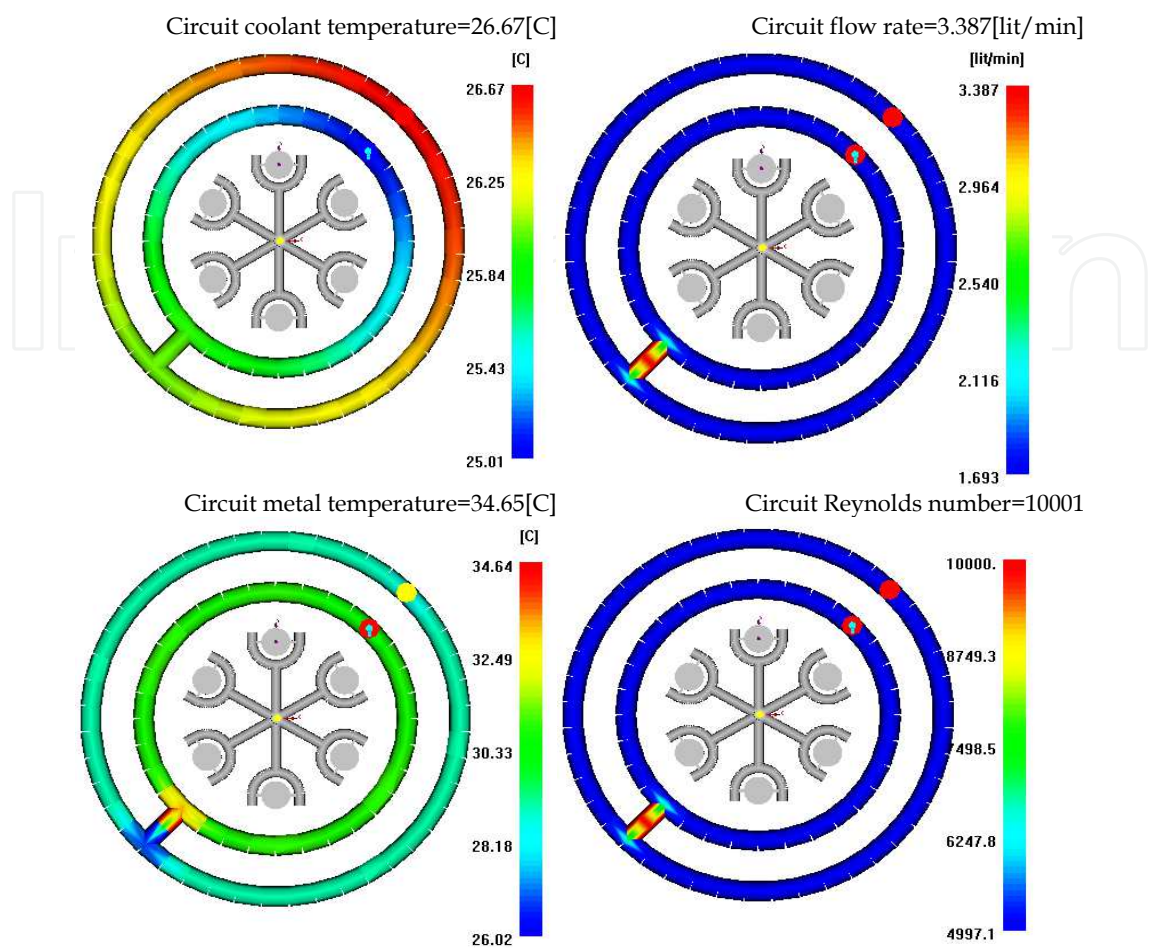 Circuit coolant temperature=26.67[C]
[C]
26.67
26.25
25.84
25.43
25.01
Circuit flow rate=3.387[lit/min]
[lit/min]
3.387
2.964
2.540
2.116
1.693
Circuit metal temperature=34.65[C]
[C]
34.64
32.49
30.33
28.18
26.02
Circuit Reynolds number=10001
10000.
8749.3
7498.5
6247.8
4997.1